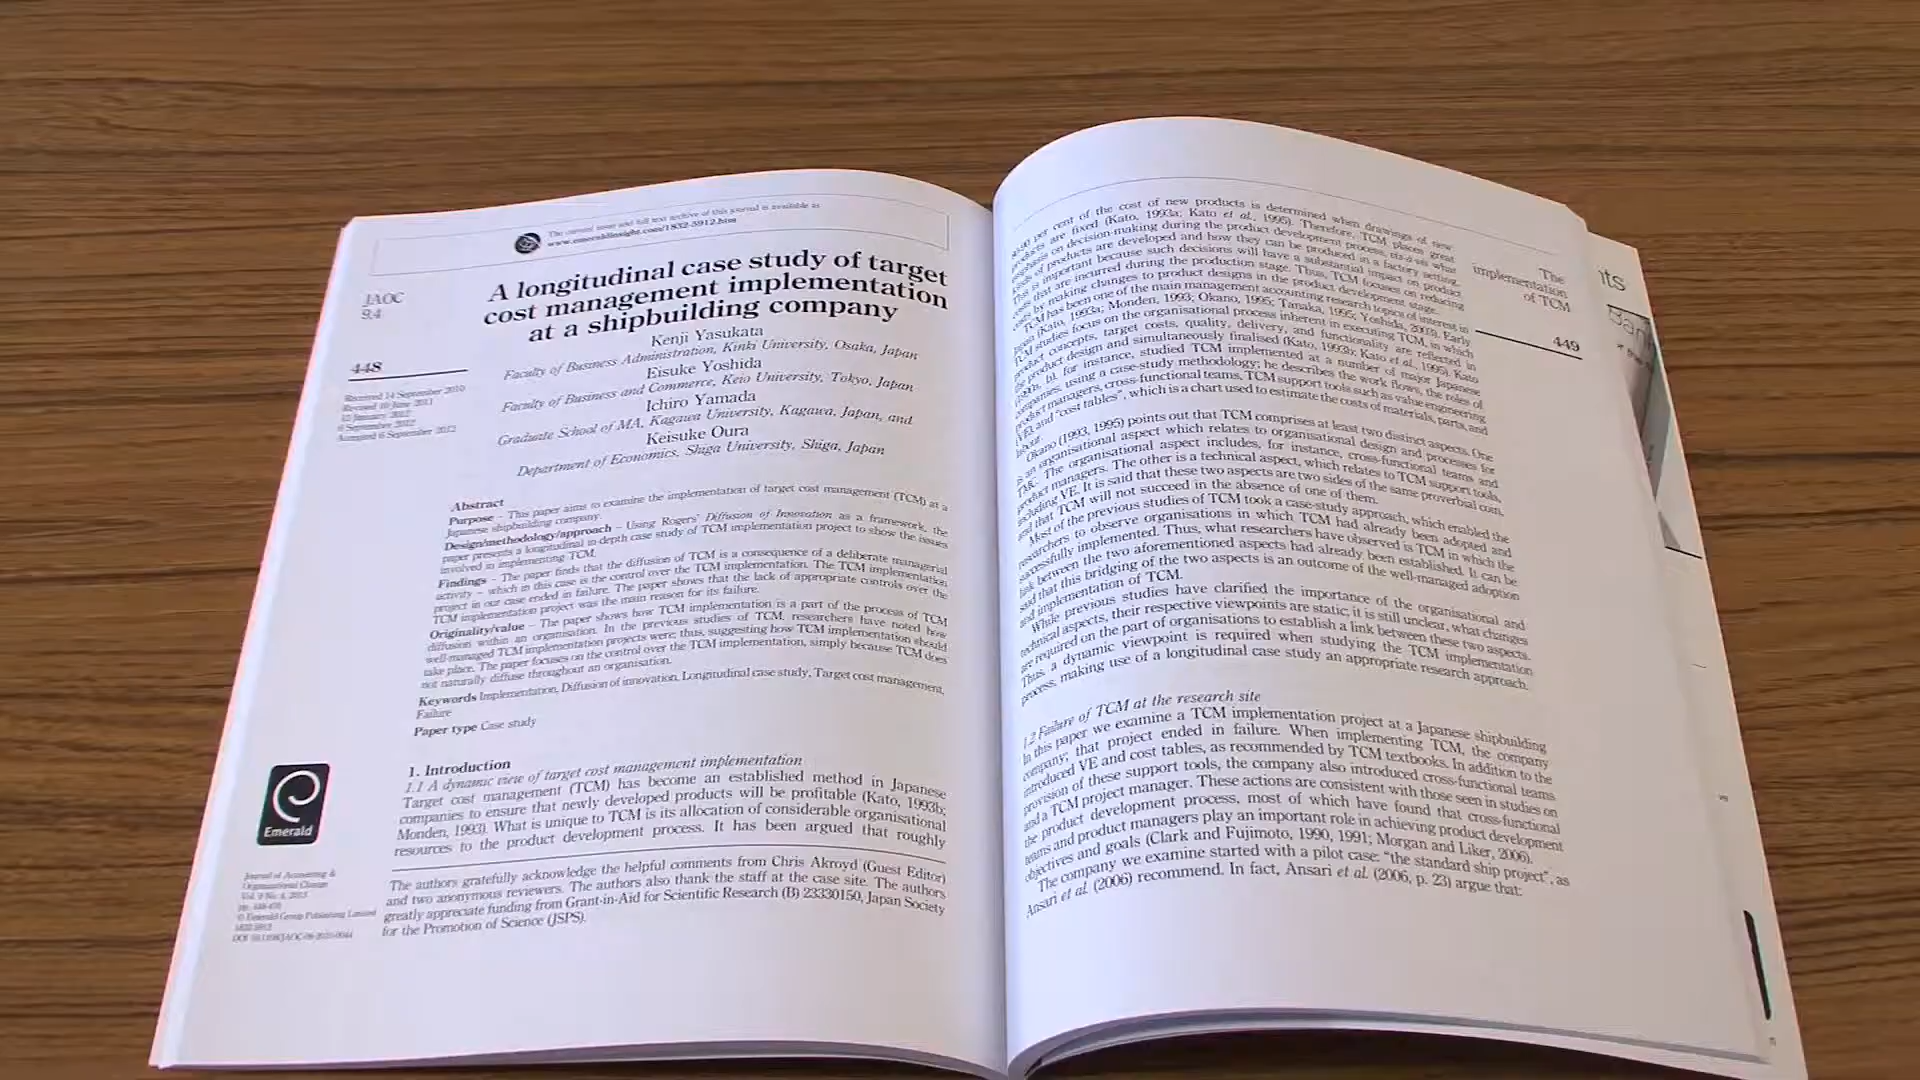 The current issue and full text archive of this journal is available at
www.emeraldinsight.com/1832-5912.htm
JAOC
9,4
448
Received 14 September 2010
Revised 10 June 2011
12 January 2012
6 September 2012
Accepted 6 September 2012
A longitudinal case study of target
cost management implementation
at a shipbuilding company
Kenji Yasukata
Faculty of Business Administration, Kinki University, Osaka, Japan
Eisuke Yoshida
Faculty of Business and Commerce, Keio University, Tokyo, Japan
Ichiro Yamada
Graduate School of MA, Kagawa University, Kagawa, Japan, and
Keisuke Oura
Department of Economics, Shiga University, Shiga, Japan
Abstract
Purpose – This paper aims to examine the implementation of target cost management (TCM) at a
Japanese shipbuilding company.
Design/methodology/approach – Using Rogers' Diffusion of Innovation as a framework, the
paper presents a longitudinal in-depth case study of TCM implementation project to show the issues
involved in implementing TCM.
Findings – The paper finds that the diffusion of TCM is a consequence of a deliberate managerial
activity – which in this case is the control over the TCM implementation. The TCM implementation
project in our case ended in failure. The paper shows that the lack of appropriate controls over the
TCM implementation project was the main reason for its failure.
Originality/value – The paper shows how TCM implementation is a part of the process of TCM
diffusion within an organisation. In the previous studies of TCM, researchers have noted how
well-managed TCM implementation projects were; thus, suggesting how TCM implementation should
take place. The paper focuses on the control over the TCM implementation, simply because TCM does
not naturally diffuse throughout an organisation.
Keywords Implementation, Diffusion of innovation, Longitudinal case study, Target cost management,
Failure
Paper type Case study
1. Introduction
1.1 A dynamic view of target cost management implementation
Target cost management (TCM) has become an established method in Japanese
companies to ensure that newly developed products will be profitable (Kato, 1993b;
Monden, 1993). What is unique to TCM is its allocation of considerable organisational
resources to the product development process. It has been argued that roughly
The authors gratefully acknowledge the helpful comments from Chris Akroyd (Guest Editor)
and two anonymous reviewers. The authors also thank the staff at the case site. The authors
greatly appreciate funding from Grant-in-Aid for Scientific Research (B) 23330150, Japan Society
for the Promotion of Science (JSPS).
Emerald
Journal of Accounting &
Organizational Change
Vol. 9 No. 4, 2013
© Emerald Group Publishing Limited
1832-5912
per cent of the cost of new products is determined when drawings of new
products are fixed (Kato, 1993a; Kato et al., 1995). Therefore, TCM places great
emphasis on decision-making during the product development process, vis-à-vis what
kinds of products are developed and how they can be produced in a factory setting.
This is important because such decisions will have a substantial impact on product
costs that are incurred during the production stage. Thus, TCM focuses on reducing
costs by making changes to product designs in the product development stage.
TCM has been one of the main management accounting research topics of interest in
Japan (Kato, 1993a; Monden, 1993; Okano, 1995; Tanaka, 1995; Yoshida, 2003). Early
TCM studies focus on the organisational process inherent in executing TCM, in which
product concepts, target costs, quality, delivery, and functionality are reflected in
the product design and simultaneously finalised (Kato, 1993b; Kato et al., 1995). Kato
for instance, studied TCM implemented at a number of major Japanese
companies, using a case-study methodology; he describes the work flows, the roles of
product managers, cross-functional teams, TCM support tools such as value engineering
(VE), and "cost tables", which is a chart used to estimate the costs of materials, parts, and
labour.
Okano (1993, 1995) points out that TCM comprises at least two distinct aspects. One
is an organisational aspect which relates to organisational design and processes for
The organisational aspect includes, for instance, cross-functional teams and
product managers. The other is a technical aspect, which relates to TCM support tools,
including VE. It is said that these two aspects are two sides of the same proverbial coin,
and that TCM will not succeed in the absence of one of them.
Most of the previous studies of TCM took a case-study approach, which enabled the
researchers to observe organisations in which TCM had already been adopted and
successfully implemented. Thus, what researchers have observed is TCM in which the
link between the two aforementioned aspects had already been established. It can be
said that this bridging of the two aspects is an outcome of the well-managed adoption
and implementation of TCM.
While previous studies have clarified the importance of the organisational and
technical aspects, their respective viewpoints are static; it is still unclear, what changes
are required on the part of organisations to establish a link between these two aspects.
Thus, a dynamic viewpoint is required when studying the TCM implementation
process, making use of a longitudinal case study an appropriate research approach.
1.2 Failure of TCM at the research site
In this paper we examine a TCM implementation project at a Japanese shipbuilding
company; that project ended in failure. When implementing TCM, the company
introduced VE and cost tables, as recommended by TCM textbooks. In addition to the
provision of these support tools, the company also introduced cross-functional teams
and a TCM project manager. These actions are consistent with those seen in studies on
the product development process, most of which have found that cross-functional
teams and product managers play an important role in achieving product development
objectives and goals (Clark and Fujimoto, 1990, 1991; Morgan and Liker, 2006).
The company we examine started with a pilot case: "the standard ship project", as
Ansari et al. (2006) recommend. In fact, Ansari et al. (2006, p. 23) argue that:
The
implementation
of TCM
449